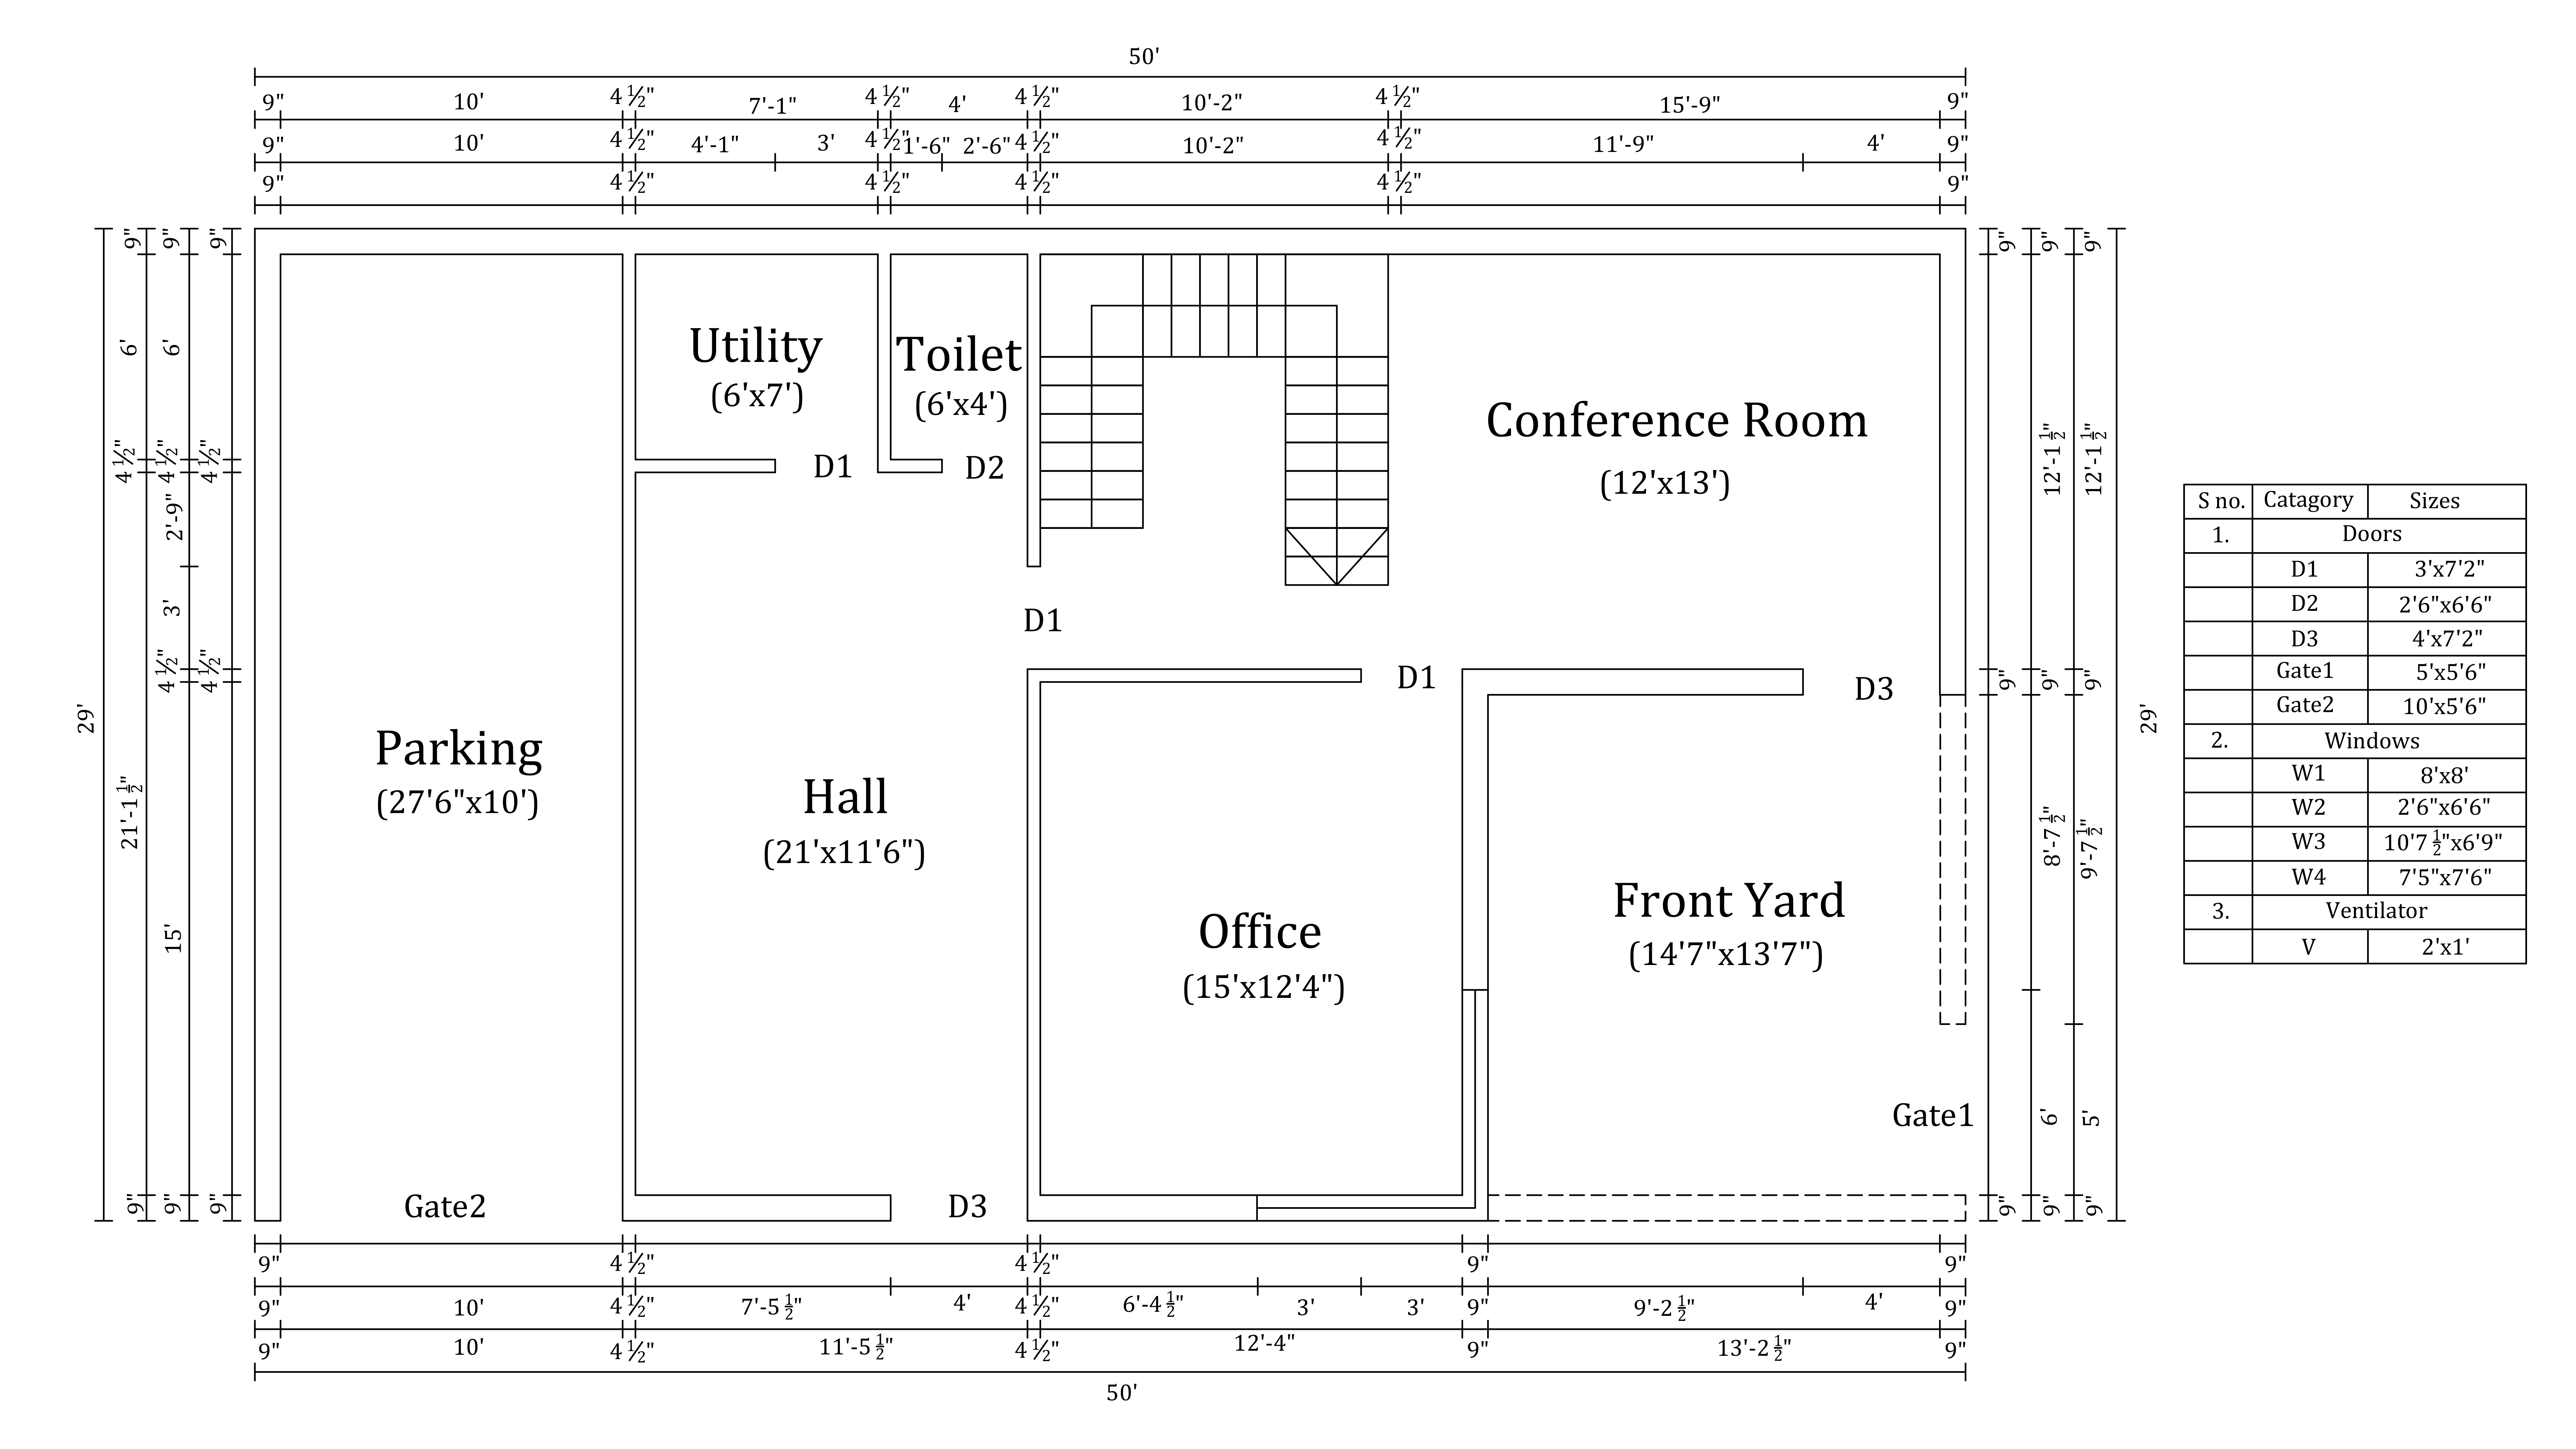 50'
9" 10' 4 ½" 7'-1" 4 ½" 4' 4 ½" 10'-2" 4 ½" 15'-9" 9"
9" 10' 4 ½" 4'-1" 3' 4 ½" 1'-6" 2'-6" 4 ½" 10'-2" 4 ½" 11'-9" 4' 9"
9" 4 ½" 4 ½" 4 ½" 4 ½" 9"
29'
9" 6' 4 ½" 21'-1 ½" 9"
9" 6' 4 ½" 2'-9" 3' 4 ½" 15' 9"
9" 4 ½" 4 ½" 9"
Utility
(6'x7')
Toilet
(6'x4')
Conference Room
(12'x13')
D1
D2
D1
D1
D3
Parking
(27'6"x10')
Hall
(21'x11'6")
Office
(15'x12'4")
Front Yard
(14'7"x13'7")
Gate1
Gate2
D3
9" 9" 9"
9" 12'-1 ½" 9" 8'-7 ½" 6' 9"
9" 12'-1 ½" 9" 9'-7 ½" 5' 9"
29'
9" 4 ½" 4 ½" 9" 9"
9" 10' 4 ½" 7'-5 ½" 4' 4 ½" 6'-4 ½" 3' 3' 9" 9'-2 ½" 4' 9"
9" 10' 4 ½" 11'-5 ½" 4 ½" 12'-4" 9" 13'-2 ½" 9"
50'
S no. Catagory Sizes
1. Doors
D1 3'x7'2"
D2 2'6"x6'6"
D3 4'x7'2"
Gate1 5'x5'6"
Gate2 10'x5'6"
2. Windows
W1 8'x8'
W2 2'6"x6'6"
W3 10'7 ½"x6'9"
W4 7'5"x7'6"
3. Ventilator
V 2'x1'